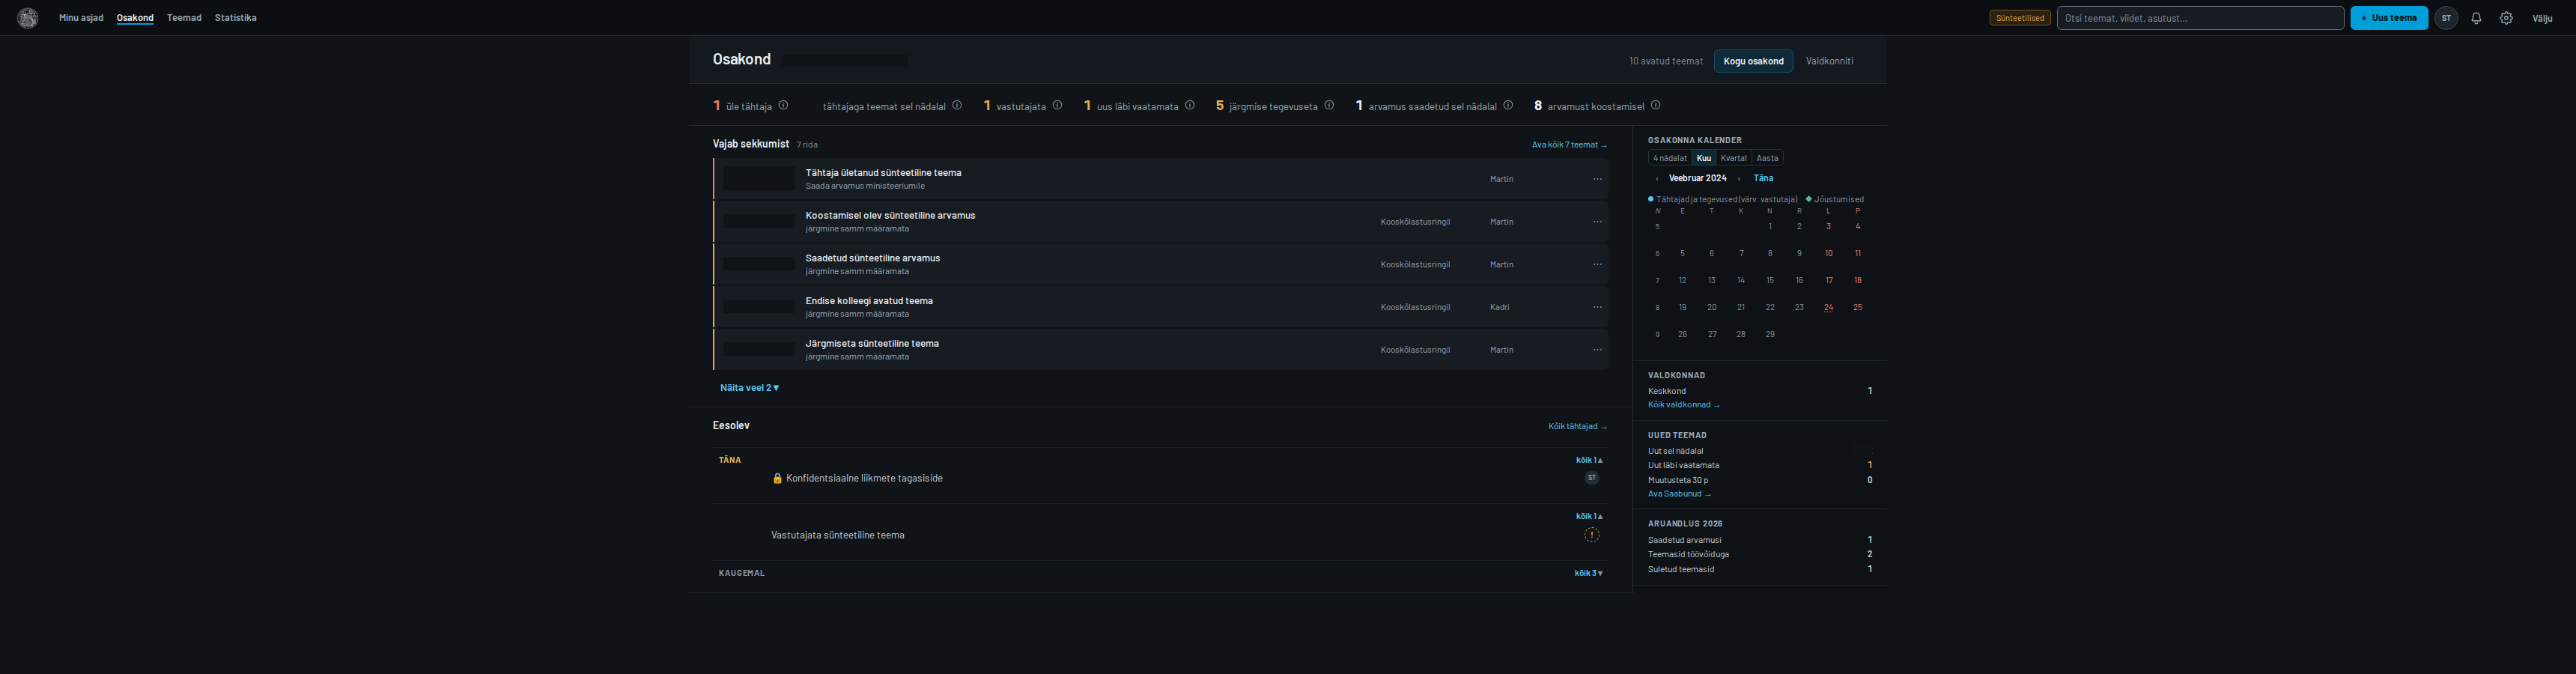 Minu asjad Osakond Teemad Statistika Sünteetilised Otsi teemat, viidet, asutust... + Uus teema ST Välju
Osakond 10 avatud teemat Kogu osakond Valdkonniti
1 üle tähtaja tähtajaga teemat sel nädalal 1 vastutajata 1 uus läbi vaatamata 5 järgmise tegevuseta 1 arvamus saadetud sel nädalal 8 arvamust koostamisel
Vajab sekkumist 7 rida Ava kõik 7 teemat →
Tähtaja ületanud sünteetiline teema
Saada arvamus ministeeriumile
Martin ...
Koostamisel olev sünteetiline arvamus
järgmine samm määramata
Kooskõlastusringil Martin ...
Saadetud sünteetiline arvamus
järgmine samm määramata
Kooskõlastusringil Martin ...
Endise kolleegi avatud teema
järgmine samm määramata
Kooskõlastusringil Kadri ...
Järgmiseta sünteetiline teema
järgmine samm määramata
Kooskõlastusringil Martin ...
Näita veel 2 ▾
Eesolev Kõik tähtajad →
TÄNA kõik 1 ▴
🔒 Konfidentsiaalne liikmete tagasiside ST
kõik 1 ▴
Vastutajata sünteetiline teema !
KAUGEMAL kõik 3 ▾
OSAKONNA KALENDER
4 nädalat Kuu Kvartal Aasta
‹ Veebruar 2024 › Täna
Tähtajad ja tegevused (värv: vastutaja) Jõustumised
N E T K N R L P
5 1 2 3 4
6 5 6 7 8 9 10 11
7 12 13 14 15 16 17 18
8 19 20 21 22 23 24 25
9 26 27 28 29
VALDKONNAD
Keskkond 1
Kõik valdkonnad →
UUED TEEMAD
Uut sel nädalal
Uut läbi vaatamata 1
Muutusteta 30 p 0
Ava Saabunud →
ARUANDLUS 2026
Saadetud arvamusi 1
Teemasid töövõiduga 2
Suletud teemasid 1